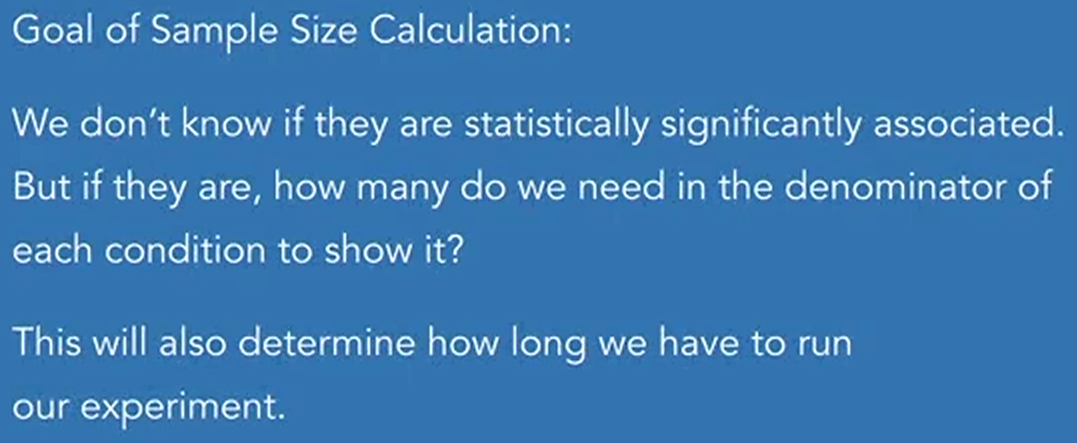 Goal of Sample Size Calculation:
We don't know if they are statistically significantly associated.
But if they are, how many do we need in the denominator of
each condition to show it?
This will also determine how long we have to run
our experiment.